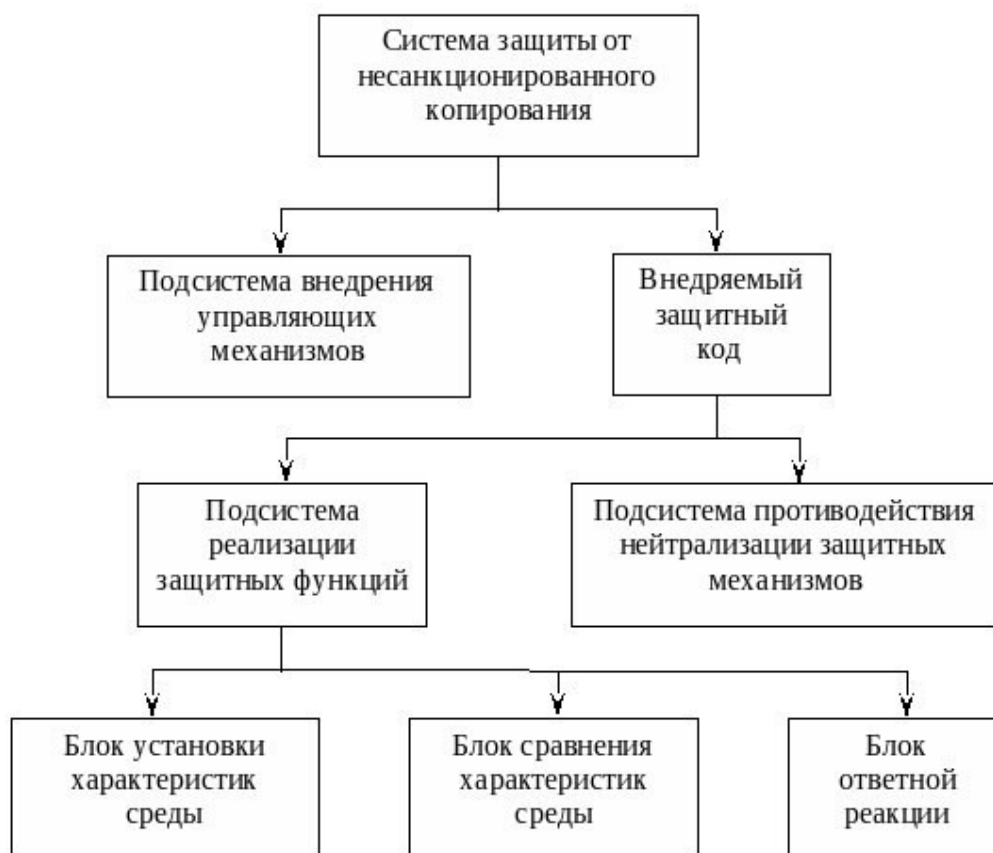 Система защиты от
несанкционированного
копирования
Подсистема внедрения
управляющих
механизмов
Внедряемый
защитный
код
Подсистема
реализации
защитных функций
Подсистема противодействия
нейтрализации защитных
механизмов
Блок установки
характеристик
среды
Блок сравнения
характеристик
среды
Блок
ответной
реакции